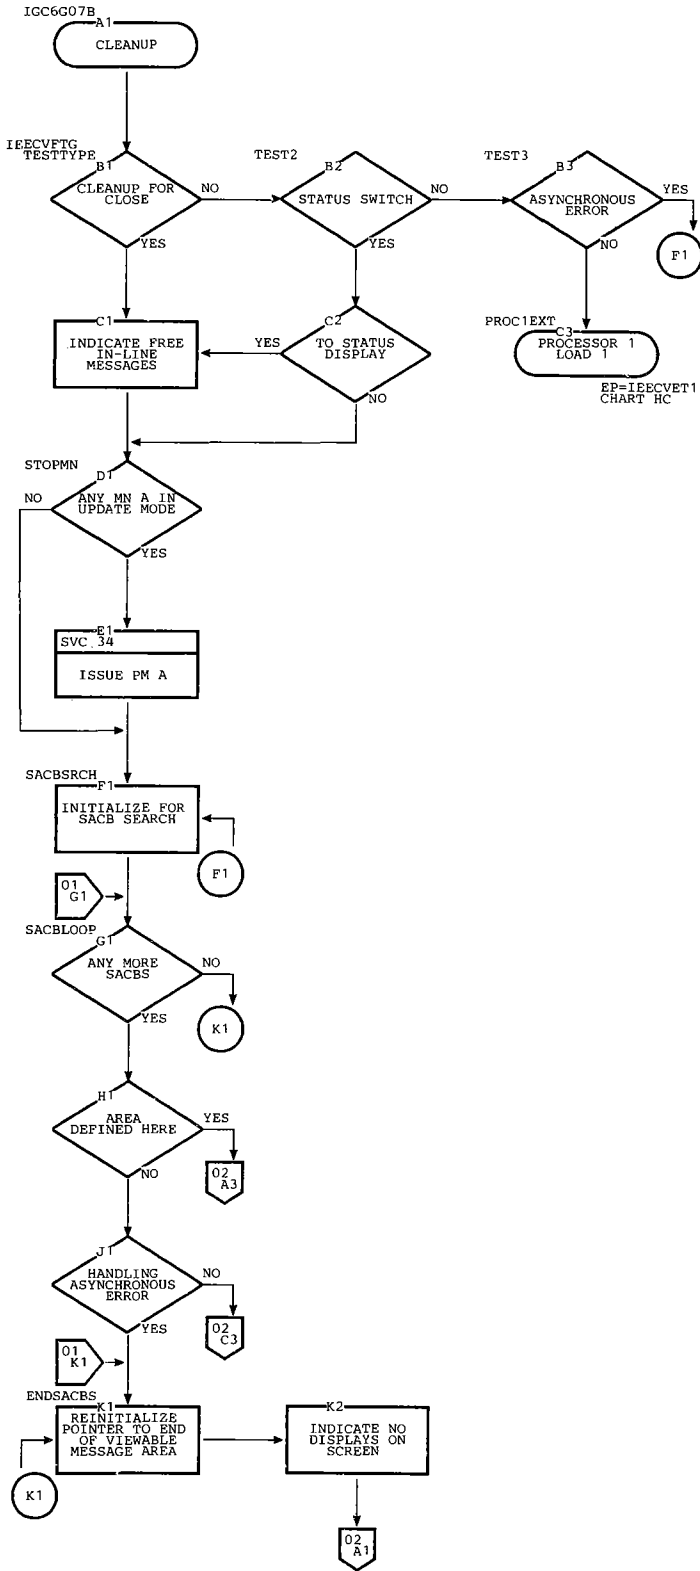 IGC6G07B
A1
CLEANUP
IEECVFTG
TESTTYPE
B1
CLEANUP FOR
CLOSE
NO
YES
TEST2
B2
STATUS SWITCH
NO
YES
TEST3
B3
ASYNCHRONOUS
ERROR
YES
NO
F1
C1
INDICATE FREE
IN-LINE
MESSAGES
C2
TO STATUS
DISPLAY
YES
NO
PROC1EXT
C3
PROCESSOR 1
LOAD 1
EP=IEECVET1
CHART HC
STOPMN
D1
ANY MN A IN
UPDATE MODE
NO
YES
E1
SVC 34
ISSUE PM A
SACBSRCH
F1
INITIALIZE FOR
SACB SEARCH
F1
01
G1
SACBLOOP
G1
ANY MORE
SACBS
NO
YES
K1
H1
AREA
DEFINED HERE
YES
NO
02
A3
J1
HANDLING
ASYNCHRONOUS
ERROR
NO
YES
02
C3
01
K1
ENDSACBS
K1
REINITIALIZE
POINTER TO END
OF VIEWABLE
MESSAGE AREA
K1
K2
INDICATE NO
DISPLAYS ON
SCREEN
02
A1